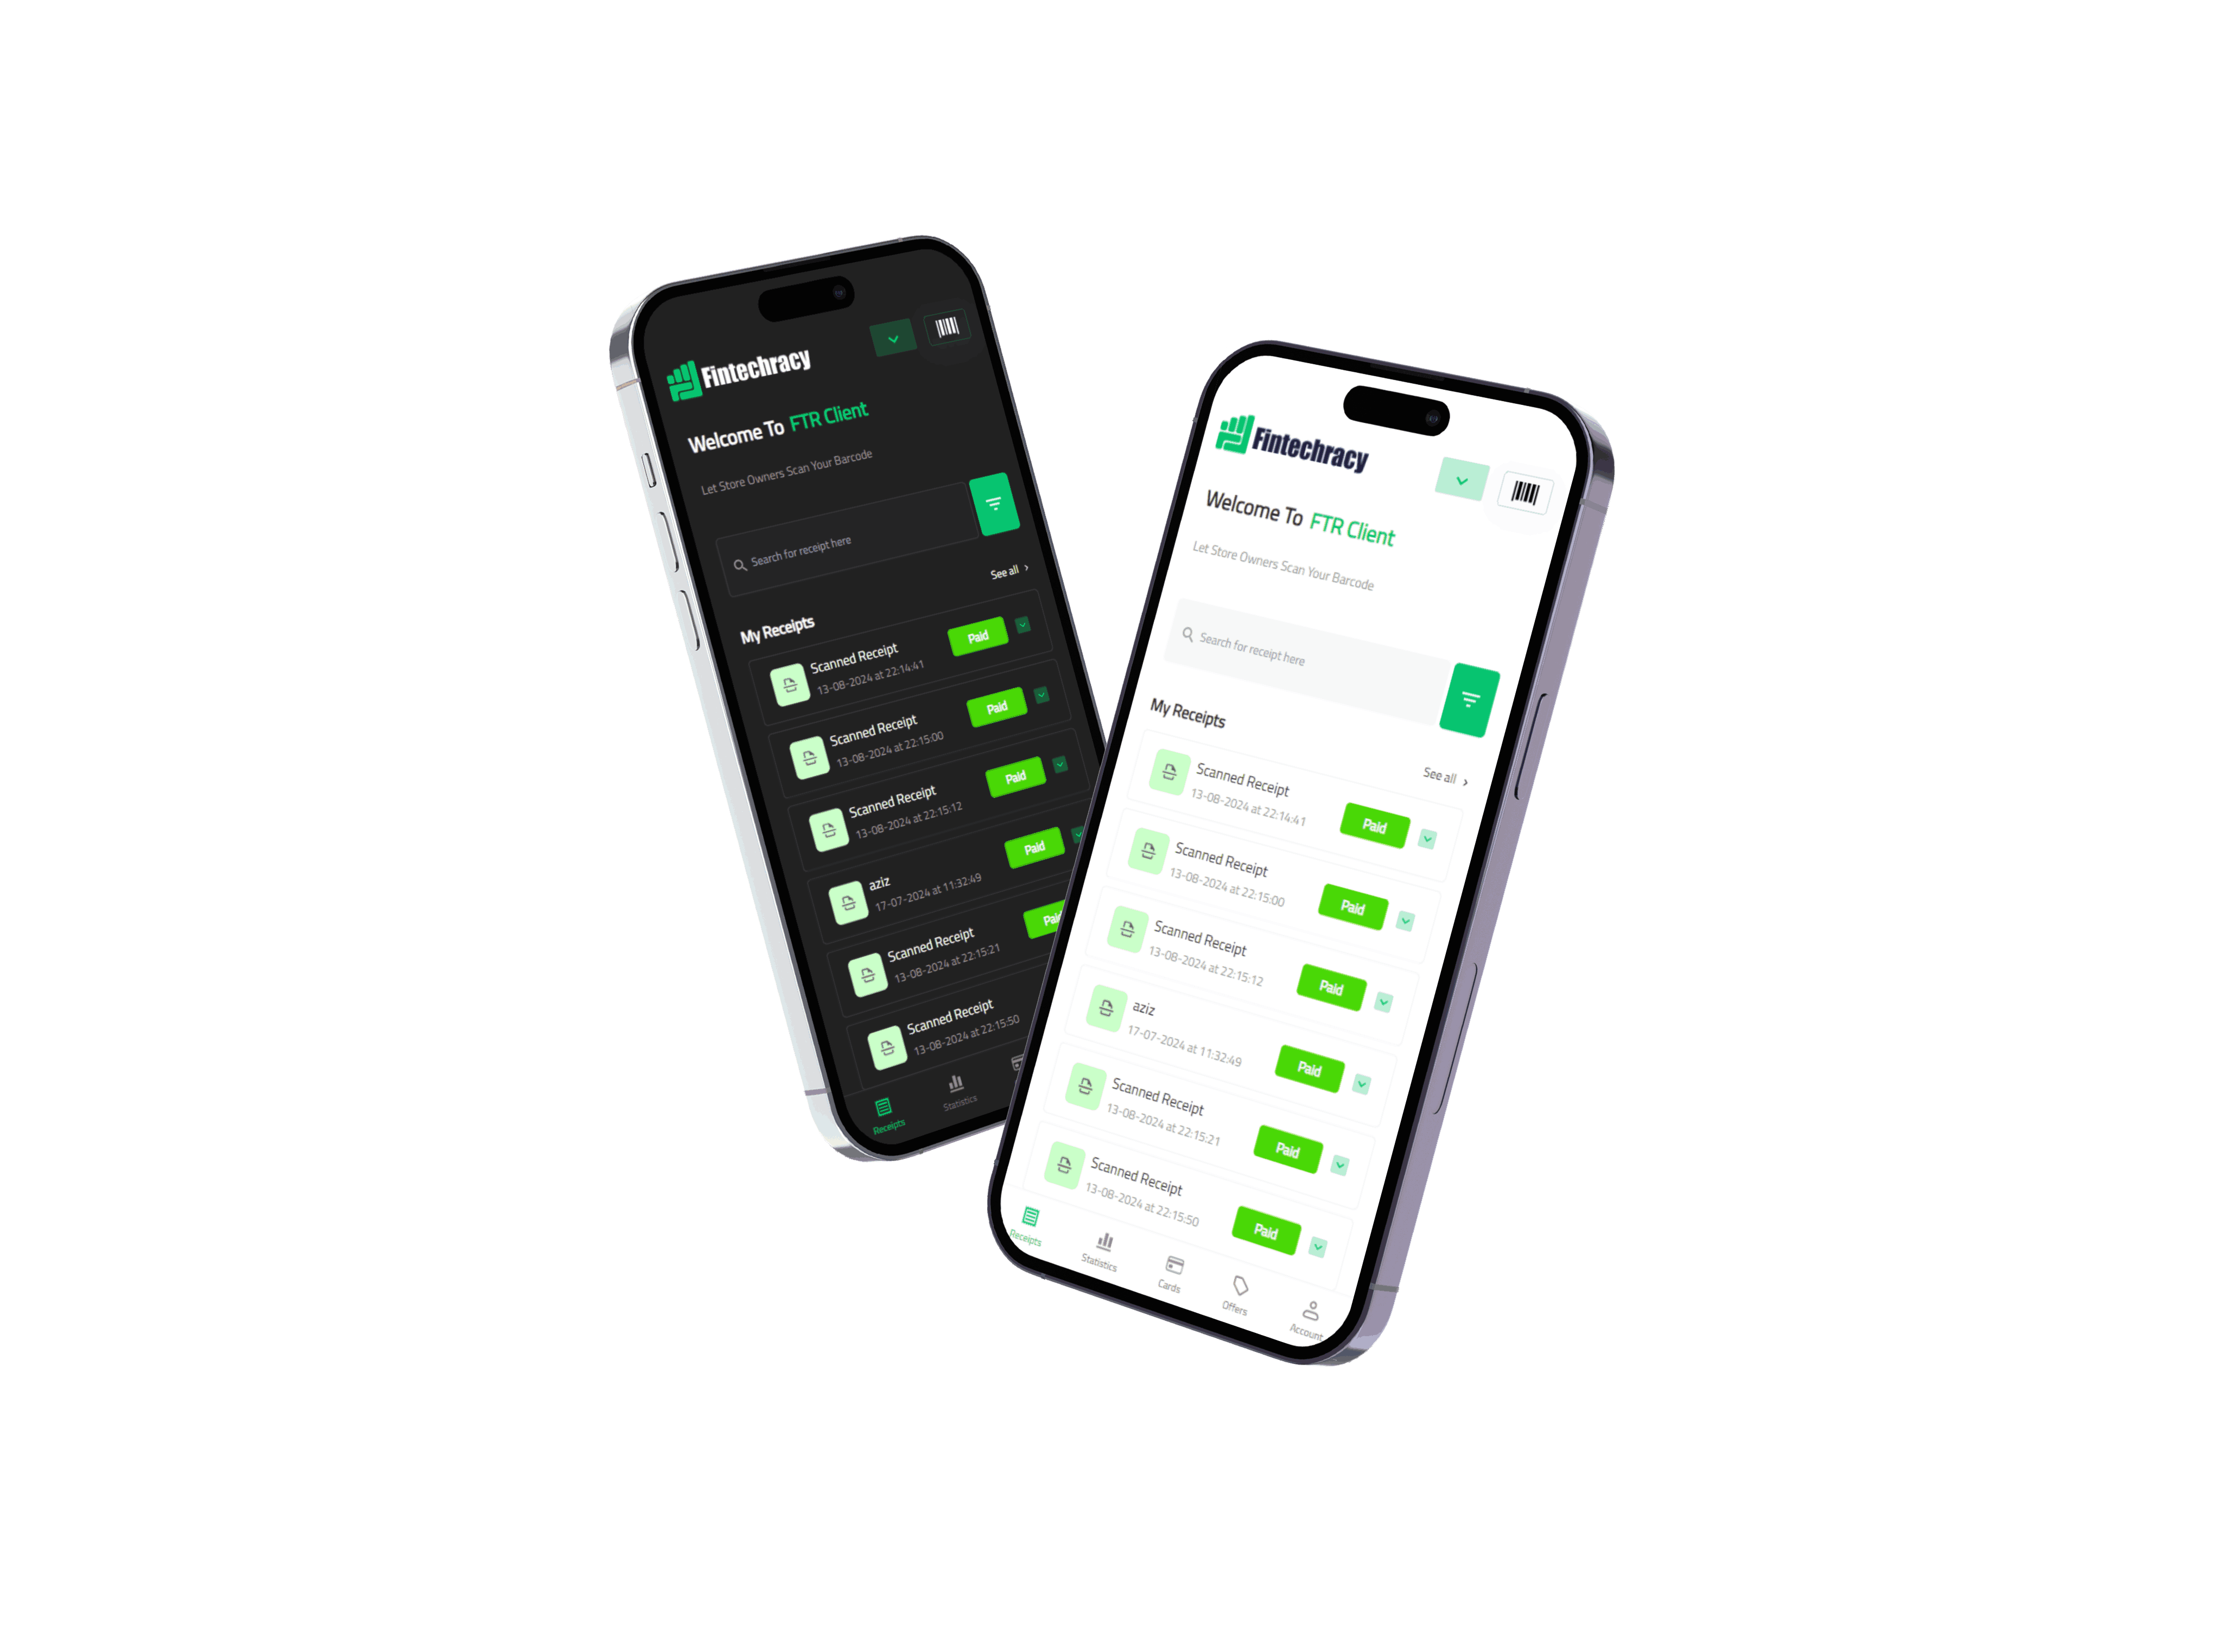 Fintechracy
Welcome To FTR Client
Let Store Owners Scan Your Barcode
Search for receipt here
See all
My Receipts
Scanned Receipt
13-08-2024 at 22:14:41
Paid
Scanned Receipt
13-08-2024 at 22:15:00
Paid
Scanned Receipt
13-08-2024 at 22:15:12
Paid
aziz
17-07-2024 at 11:32:49
Paid
Scanned Receipt
13-08-2024 at 22:15:21
Paid
Scanned Receipt
13-08-2024 at 22:15:50
Receipts
Statistics
Fintechracy
Welcome To FTR Client
Let Store Owners Scan Your Barcode
Search for receipt here
My Receipts
See all
Scanned Receipt
13-08-2024 at 22:14:41
Paid
Scanned Receipt
13-08-2024 at 22:15:00
Paid
Scanned Receipt
13-08-2024 at 22:15:12
Paid
aziz
17-07-2024 at 11:32:49
Paid
Scanned Receipt
13-08-2024 at 22:15:21
Paid
Scanned Receipt
13-08-2024 at 22:15:50
Paid
Receipts
Statistics
Cards
Offers
Account